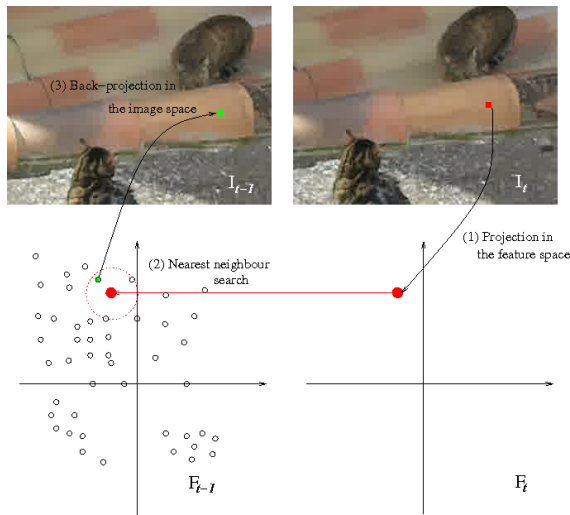 (3) Back-projection in
the image space
I_{t-1}
I_t
(1) Projection in
the feature space
(2) Nearest neighbour
search
F_{t-1}
F_t